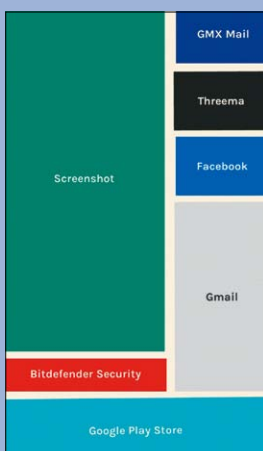 GMX Mail
Threema
Screenshot
Facebook
Gmail
Bitdefender Security
Google Play Store